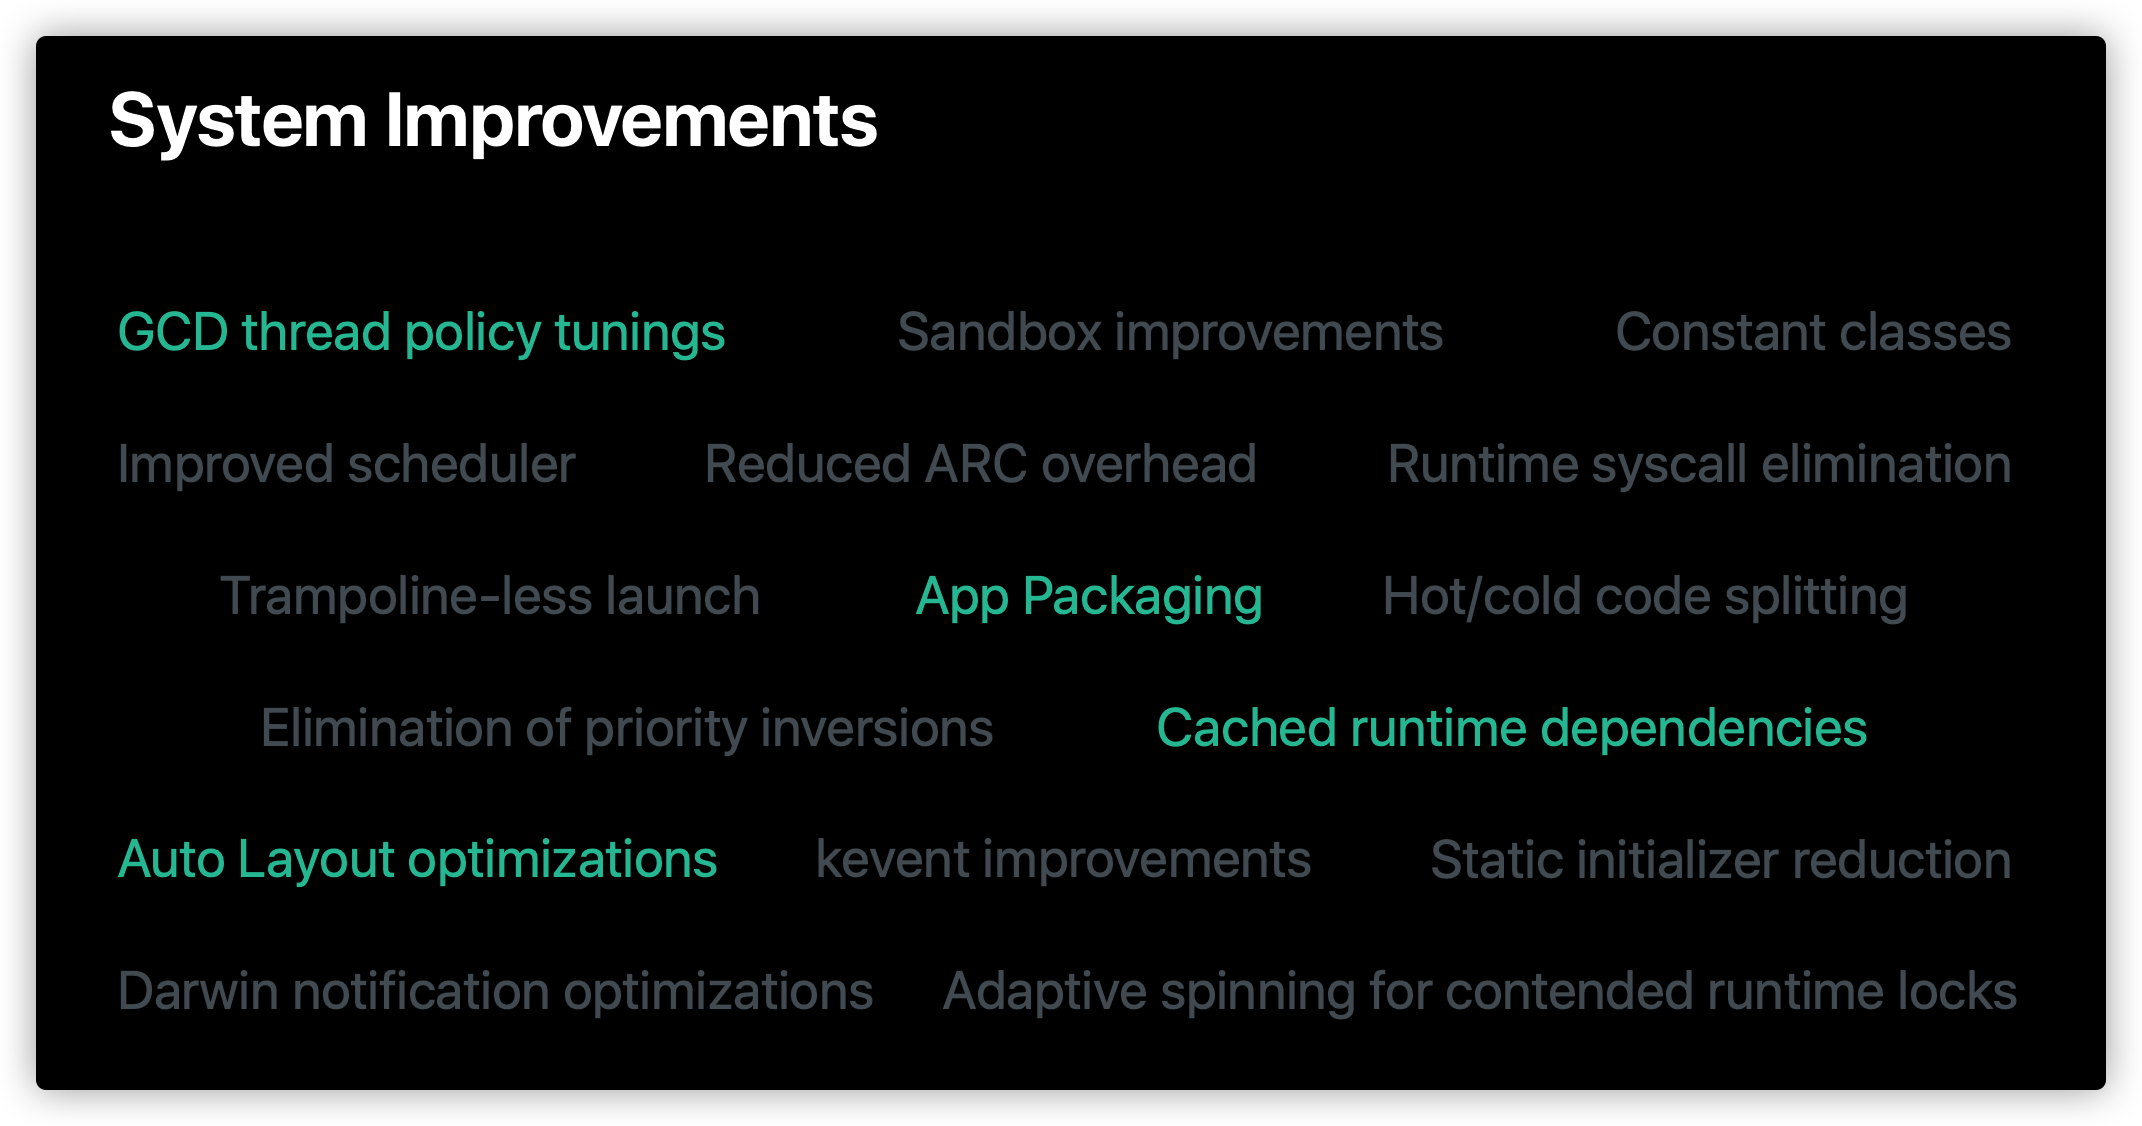 System Improvements
GCD thread policy tunings Sandbox improvements Constant classes
Improved scheduler Reduced ARC overhead Runtime syscall elimination
Trampoline-less launch App Packaging Hot/cold code splitting
Elimination of priority inversions Cached runtime dependencies
Auto Layout optimizations kevent improvements Static initializer reduction
Darwin notification optimizations Adaptive spinning for contended runtime locks